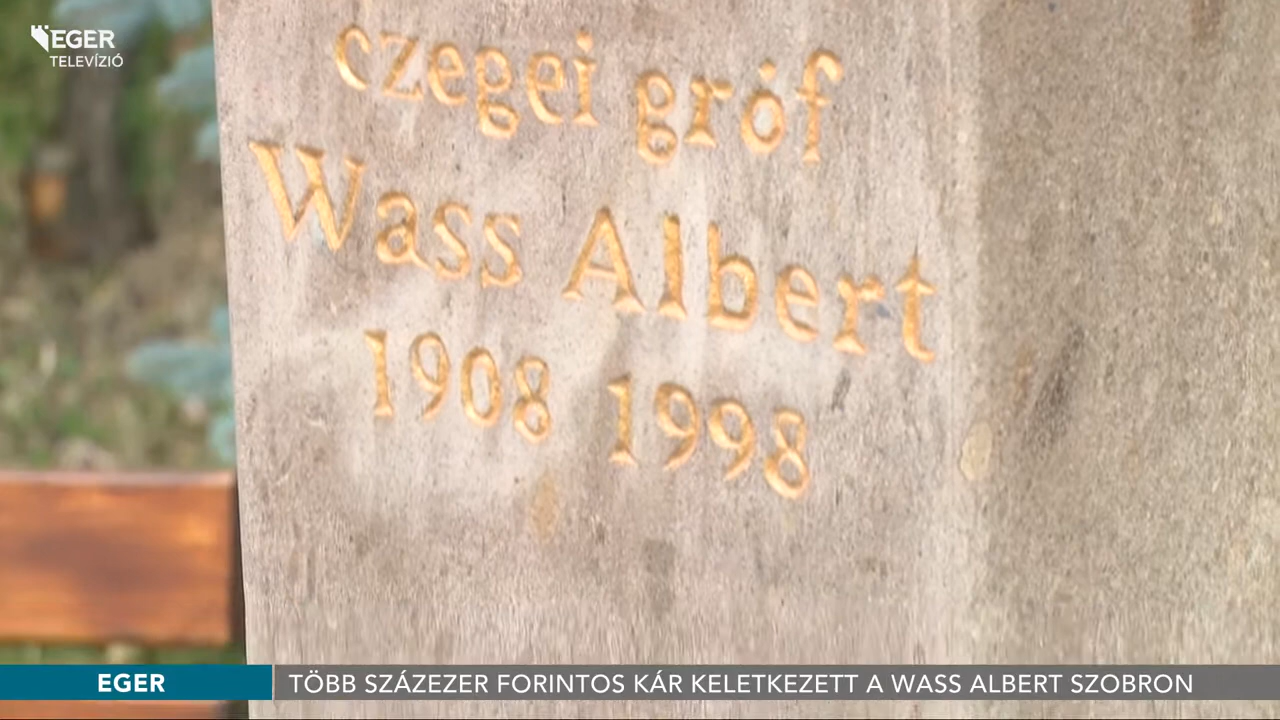 EGER
TELEVÍZIÓ
czegei gróf
Wass Albert
1908 1998
EGER
TÖBB SZÁZEZER FORINTOS KÁR KELETKEZETT A WASS ALBERT SZOBRON